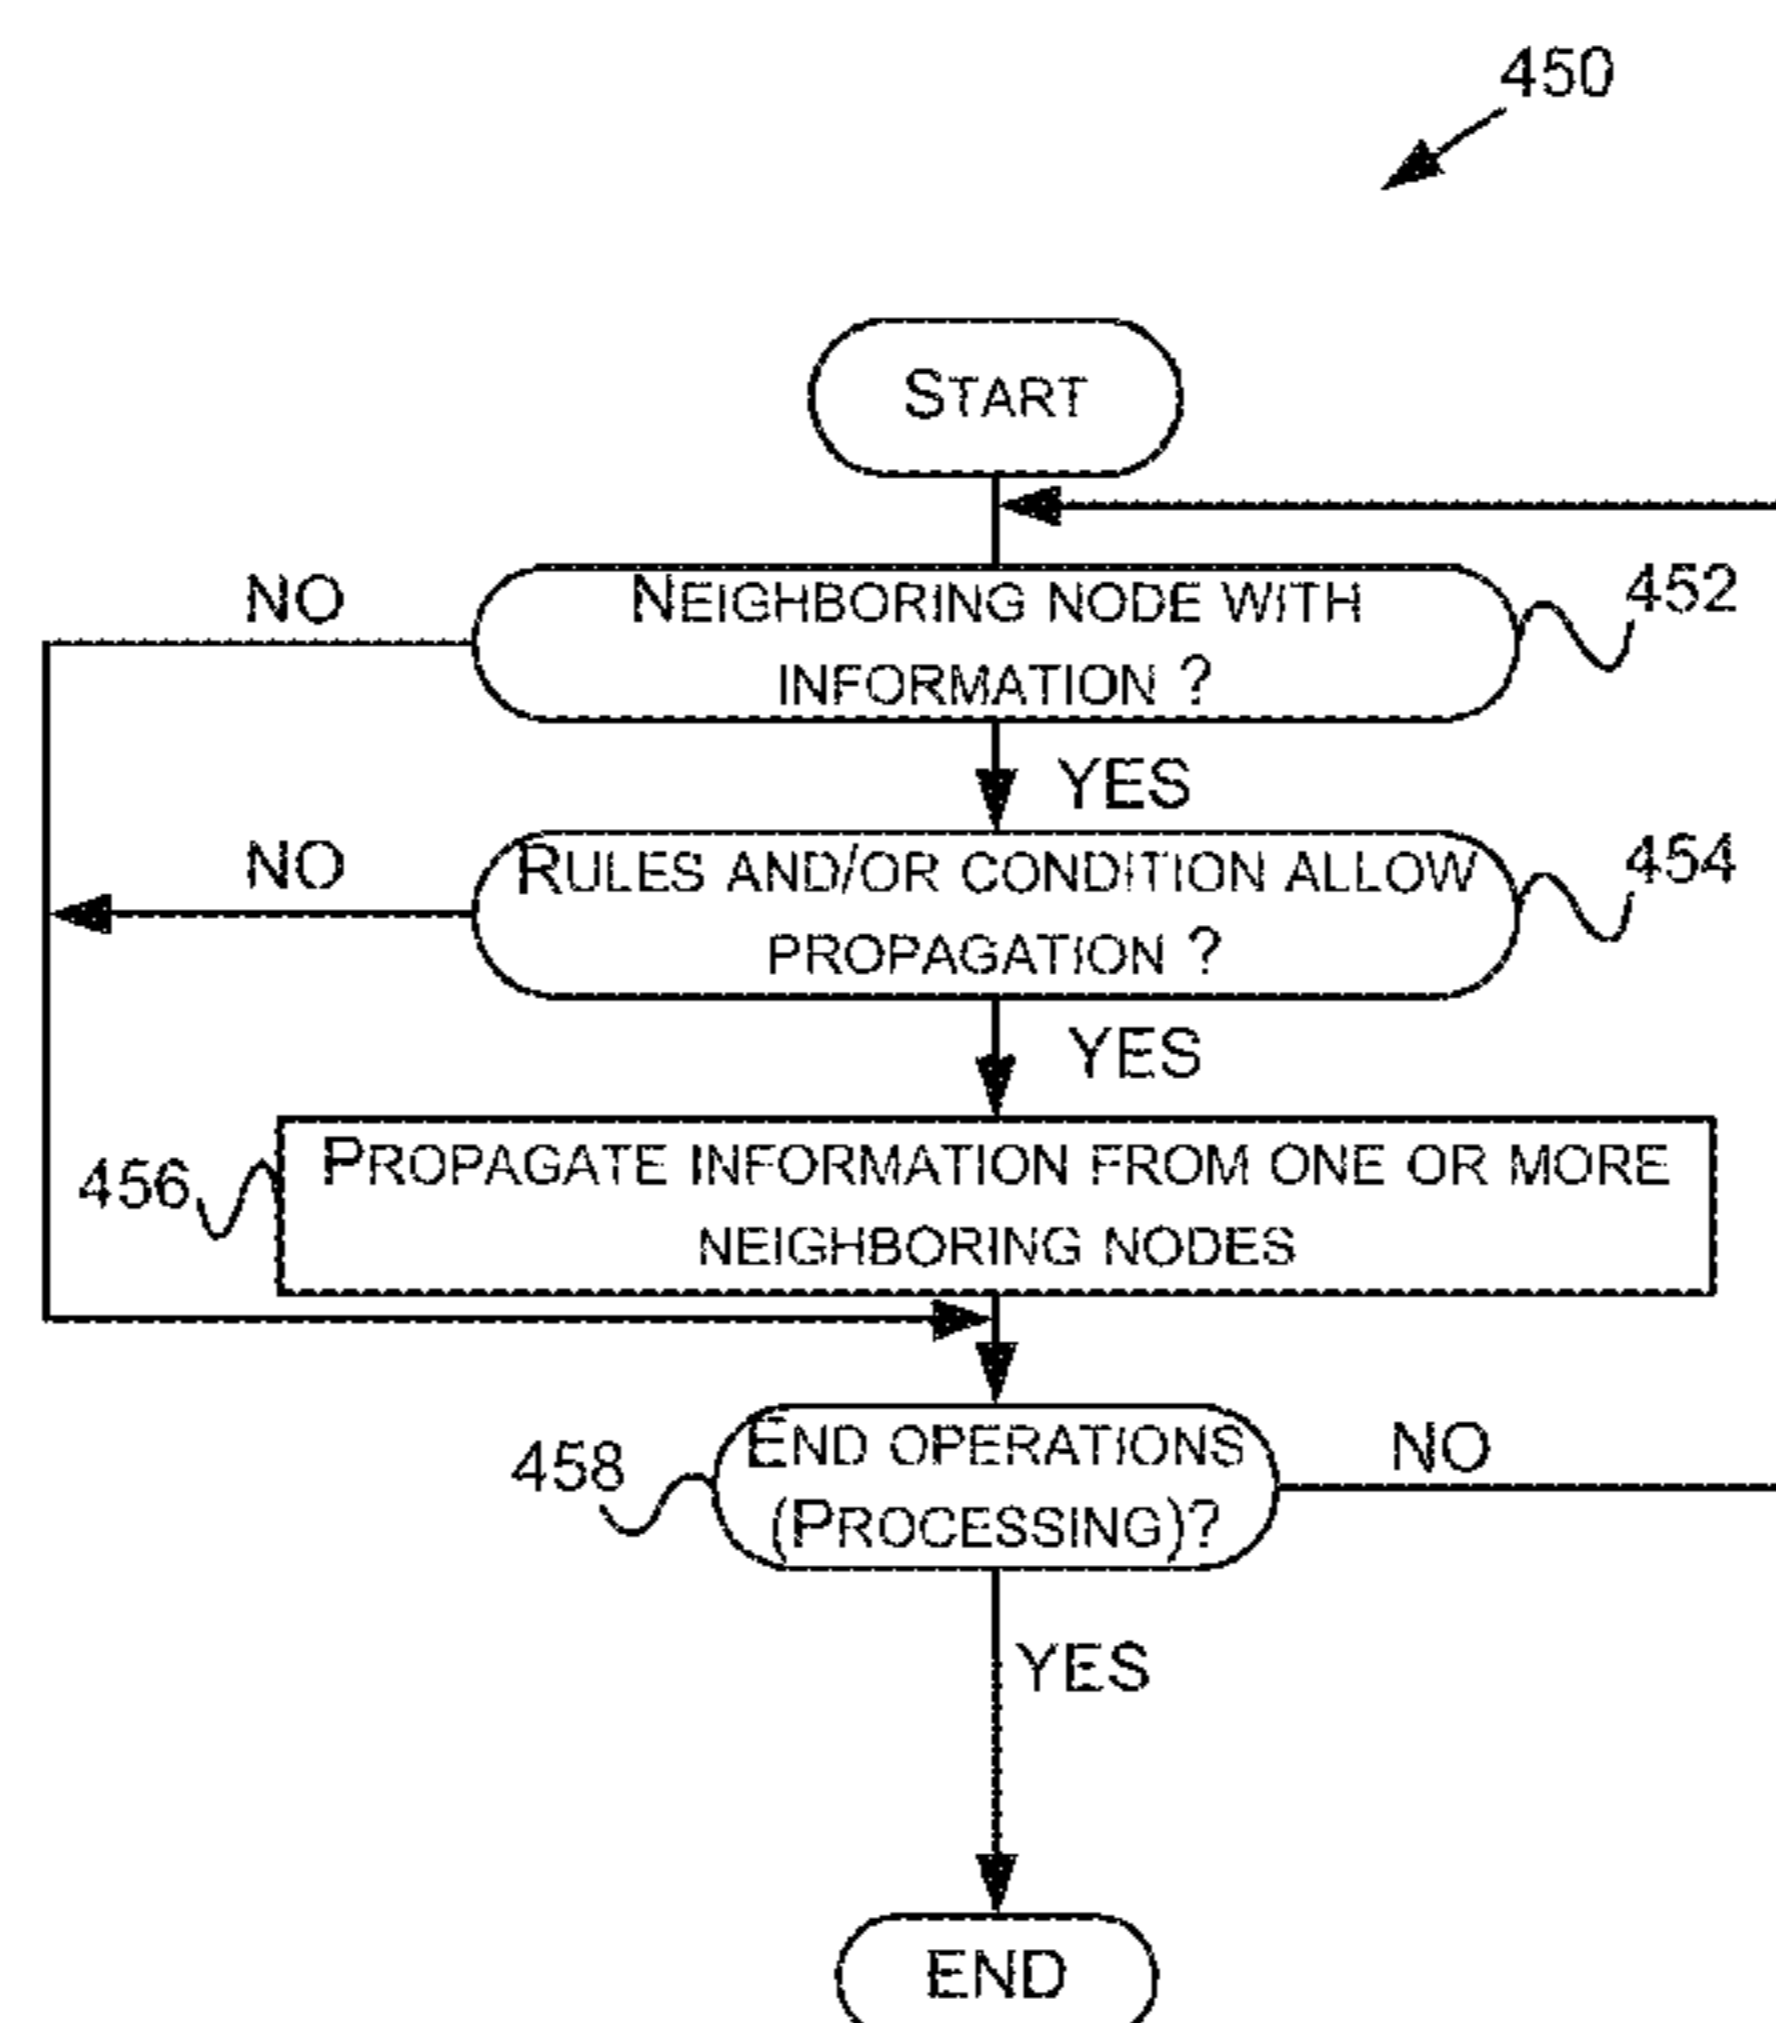 450
START
NO
NEIGHBORING NODE WITH
INFORMATION ?
452
YES
NO
RULES AND/OR CONDITION ALLOW
PROPAGATION ?
454
YES
456
PROPAGATE INFORMATION FROM ONE OR MORE
NEIGHBORING NODES
458
END OPERATIONS
(PROCESSING)?
NO
YES
END